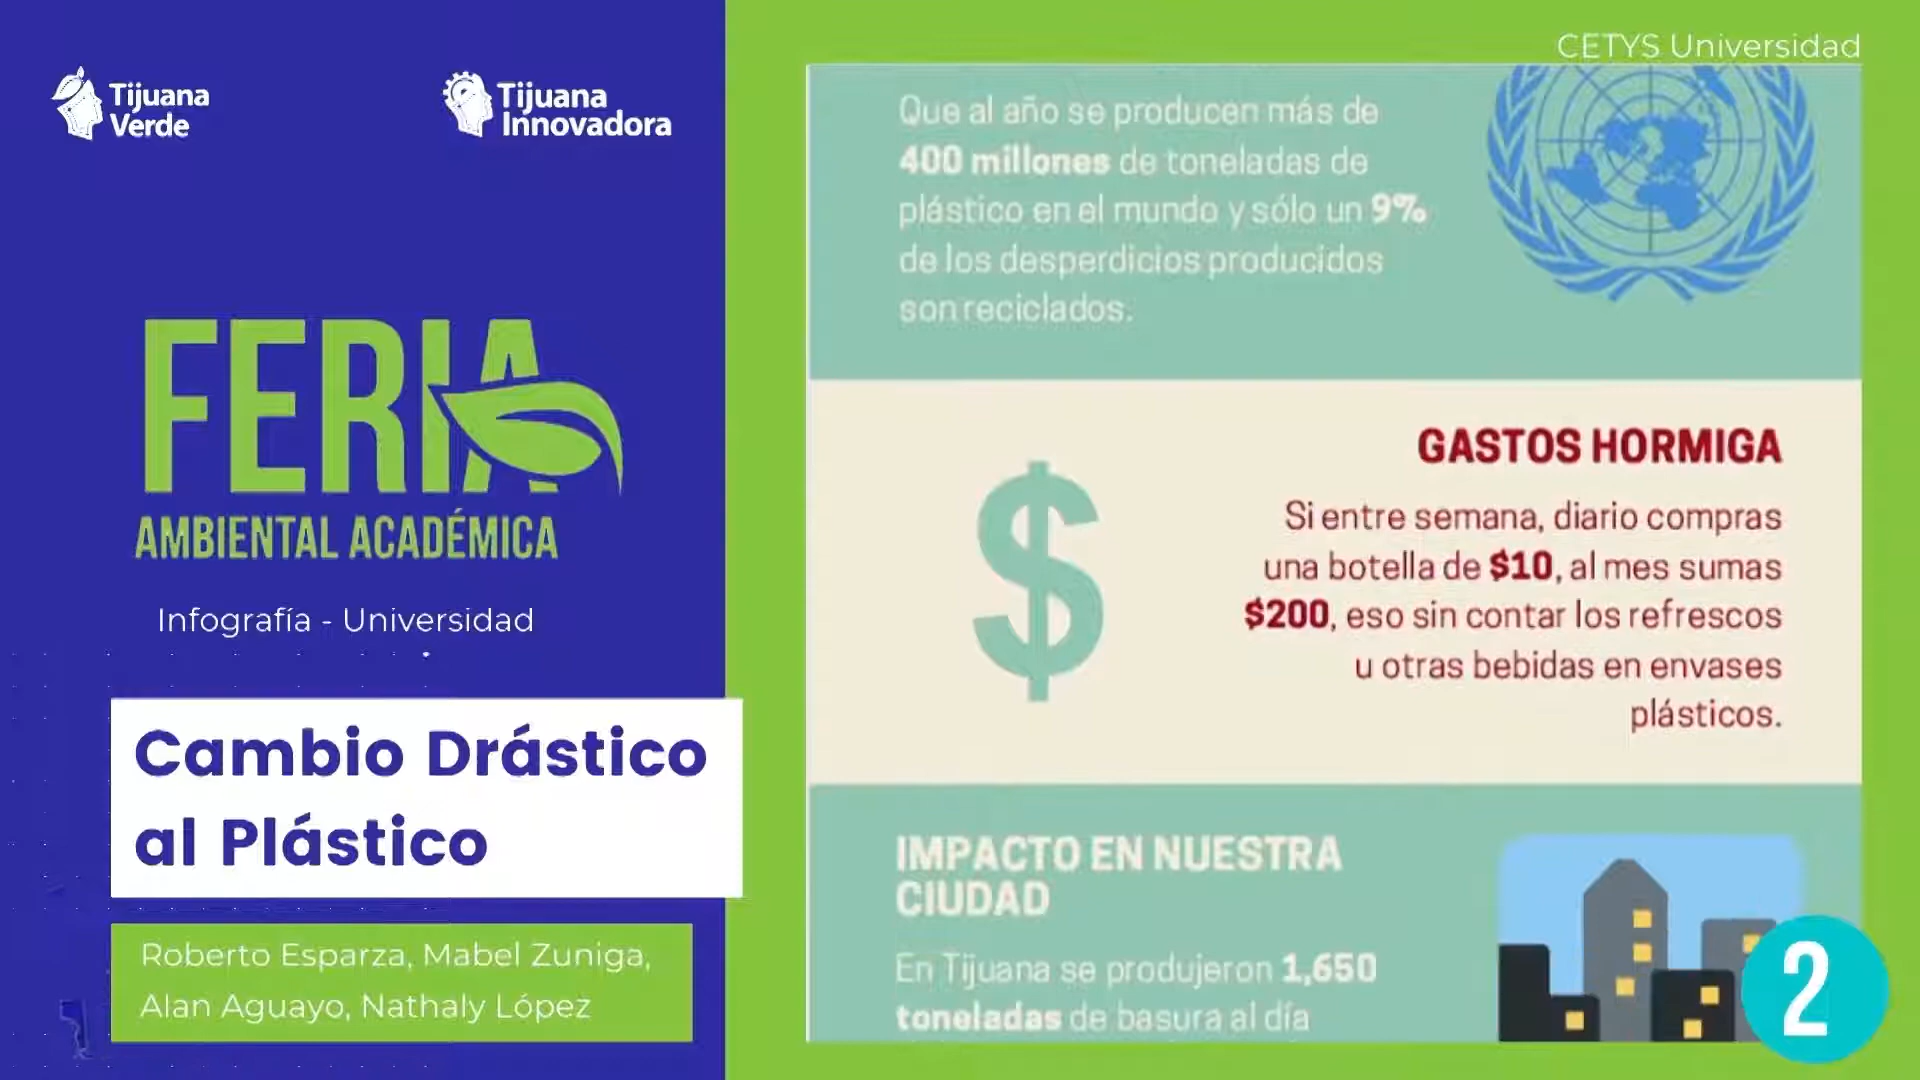 Tijuana
Verde
Tijuana
Innovadora
FERIA
AMBIENTAL ACADÉMICA
Infografía - Universidad
Cambio Drástico
al Plástico
Roberto Esparza, Mabel Zuniga,
Alan Aguayo, Nathaly López
CETYS Universidad
Que al año se producen más de
400 millones de toneladas de
plástico en el mundo y sólo un 9%
de los desperdicios producidos
son reciclados.
GASTOS HORMIGA
Si entre semana, diario compras
una botella de $10, al mes sumas
$200, eso sin contar los refrescos
u otras bebidas en envases
plásticos.
$
IMPACTO EN NUESTRA
CIUDAD
En Tijuana se produjeron 1,650
toneladas de basura al día
2